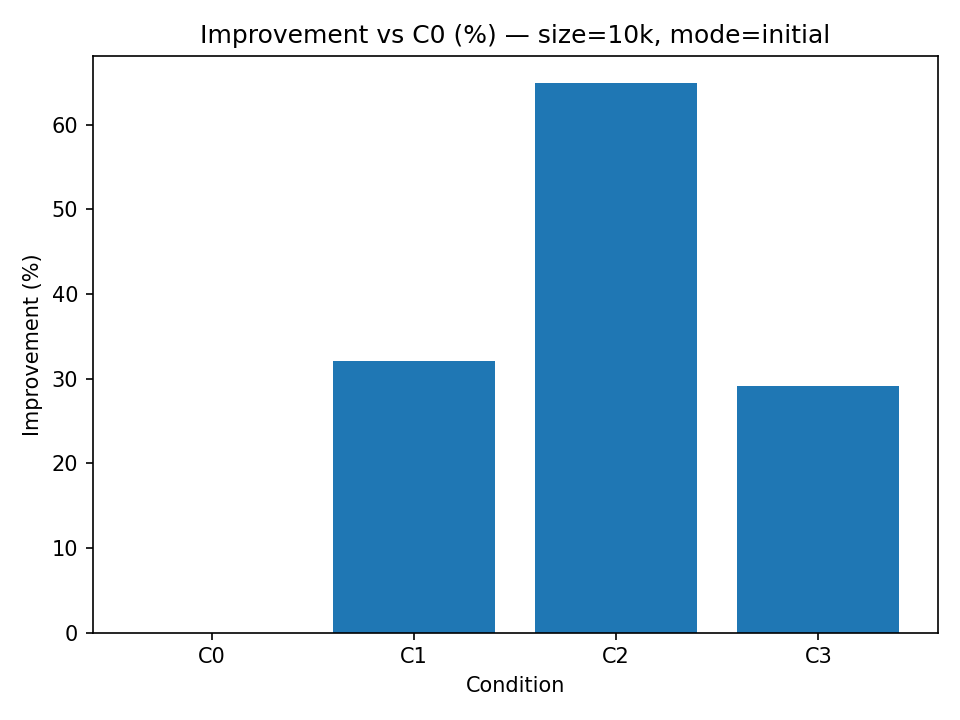 Improvement vs C0 (%) — size=10k, mode=initial
60
50
40
30
20
10
0
Improvement (%)
C0 C1 C2 C3
Condition